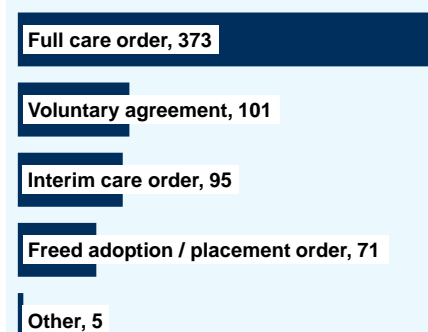 Full care order, 373
Voluntary agreement, 101
Interim care order, 95
Freed adoption / placement order, 71
Other, 5